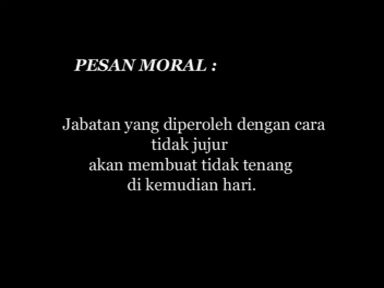 PESAN MORAL :
Jabatan yang diperoleh dengan cara
tidak jujur
akan membuat tidak tenang
di kemudian hari.